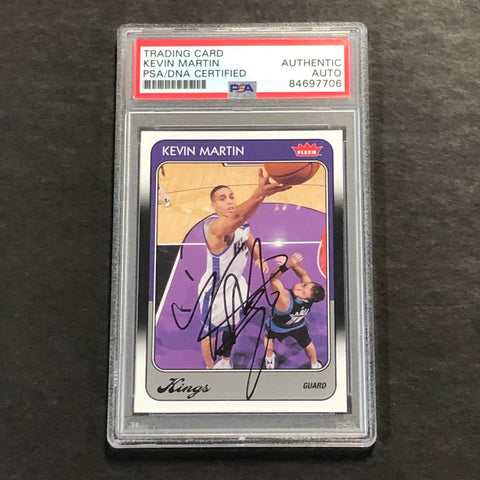 TRADING CARD
KEVIN MARTIN
PSA/DNA CERTIFIED
AUTHENTIC
AUTO
84697706
PSA
KEVIN MARTIN
FLEER
Kings
GUARD